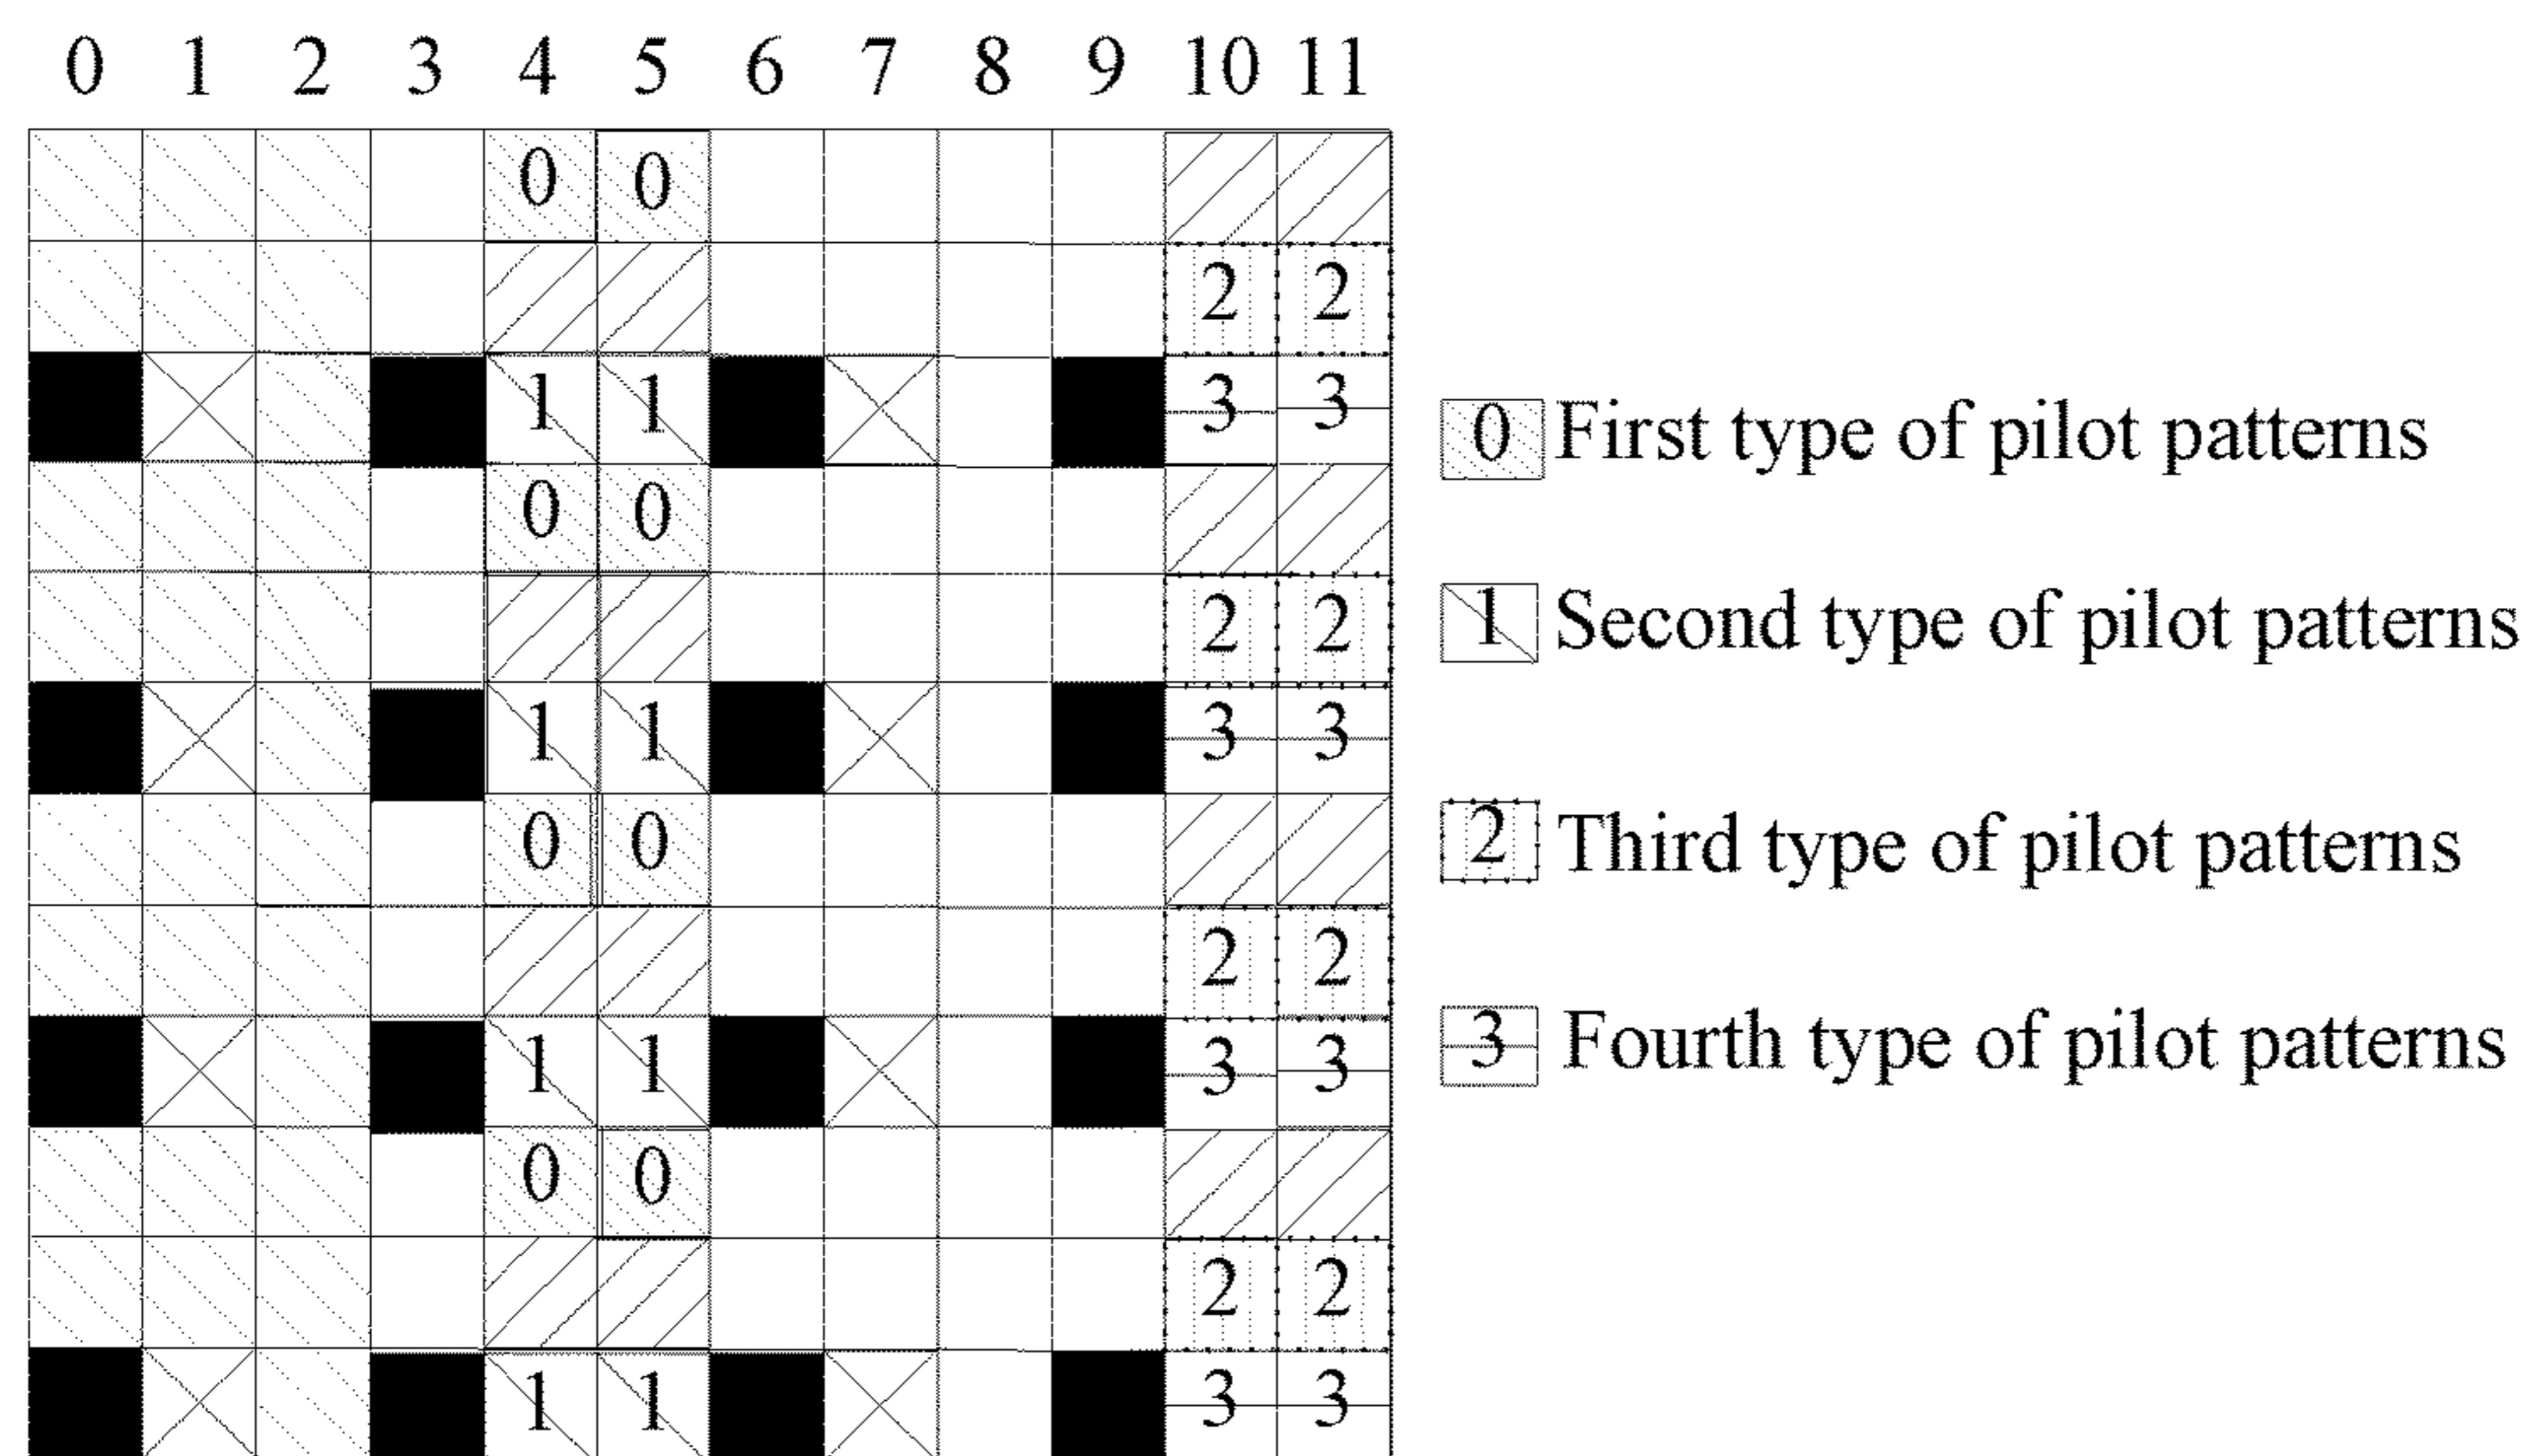 0 1 2 3 4 5 6 7 8 9 10 11
0 0
2 2
1 1 3 3
0 0
2 2
1 1 3 3
0 0
2 2
1 1 3 3
0 0
2 2
1 1 3 3
0 First type of pilot patterns
1 Second type of pilot patterns
2 Third type of pilot patterns
3 Fourth type of pilot patterns